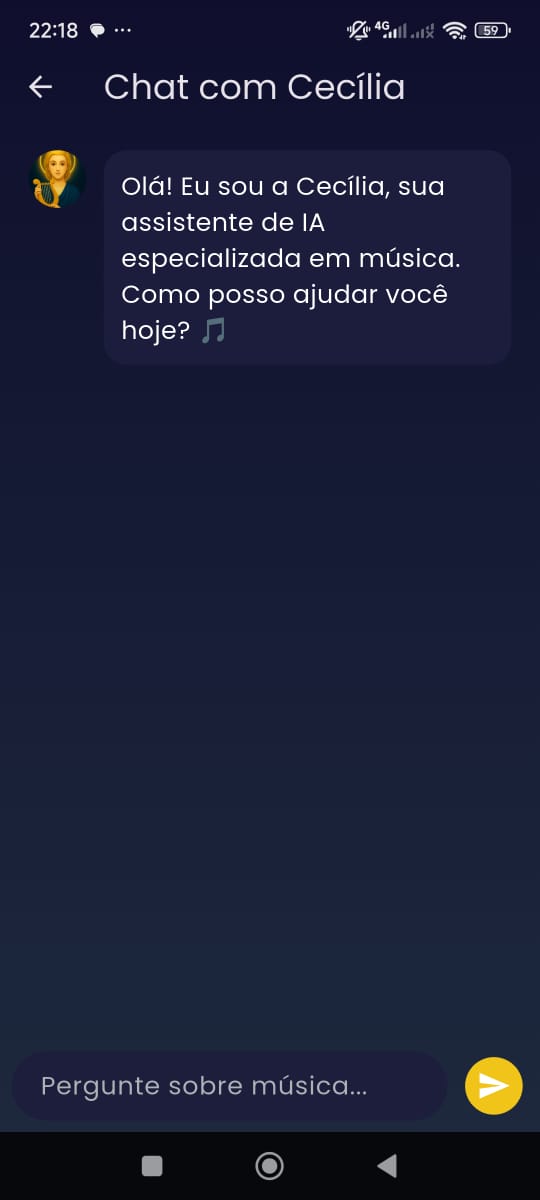 22:18
4G
59
Chat com Cecília
Olá! Eu sou a Cecília, sua
assistente de IA
especializada em música.
Como posso ajudar você
hoje? 🎵
Pergunte sobre música...